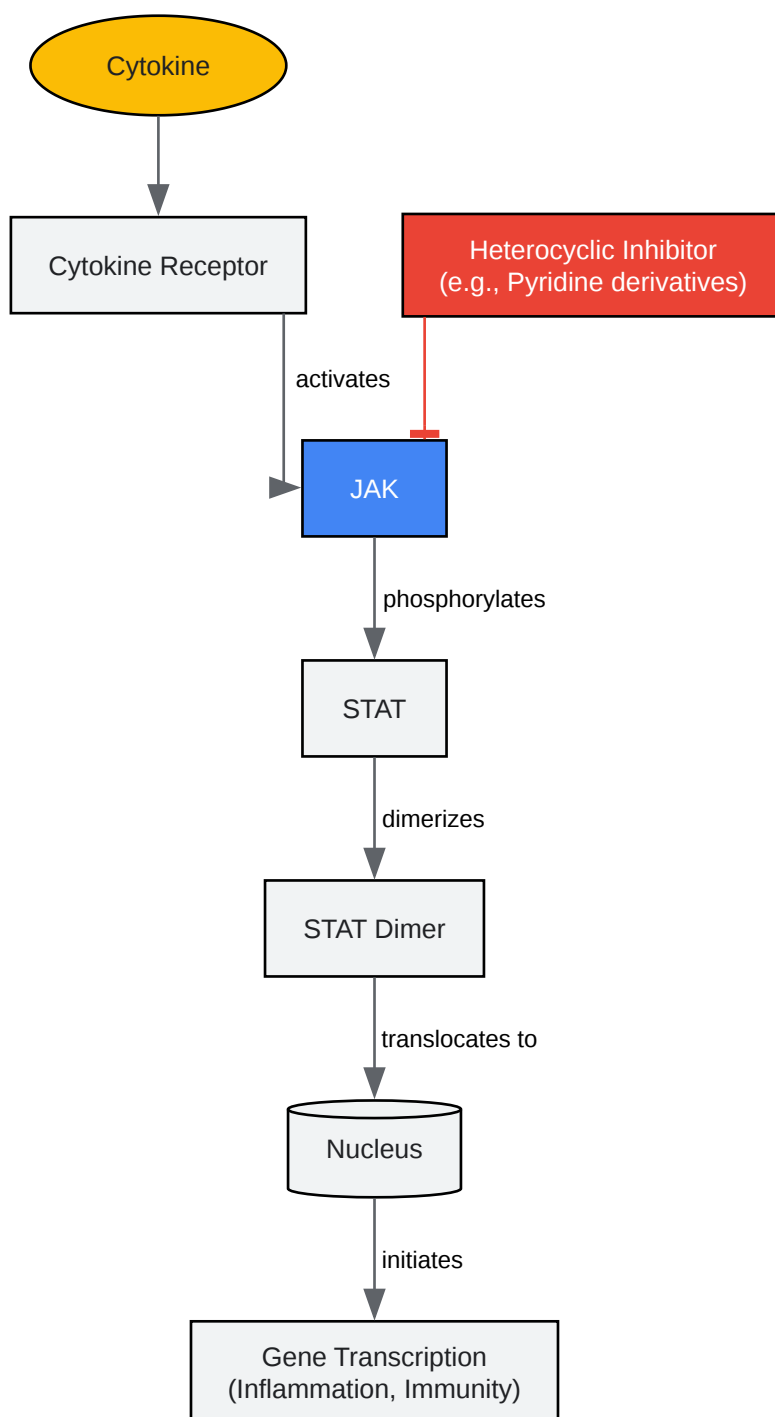 Cytokine
Cytokine Receptor
Heterocyclic Inhibitor
(e.g., Pyridine derivatives)
activates
JAK
phosphorylates
STAT
dimerizes
STAT Dimer
translocates to
Nucleus
initiates
Gene Transcription
(Inflammation, Immunity)